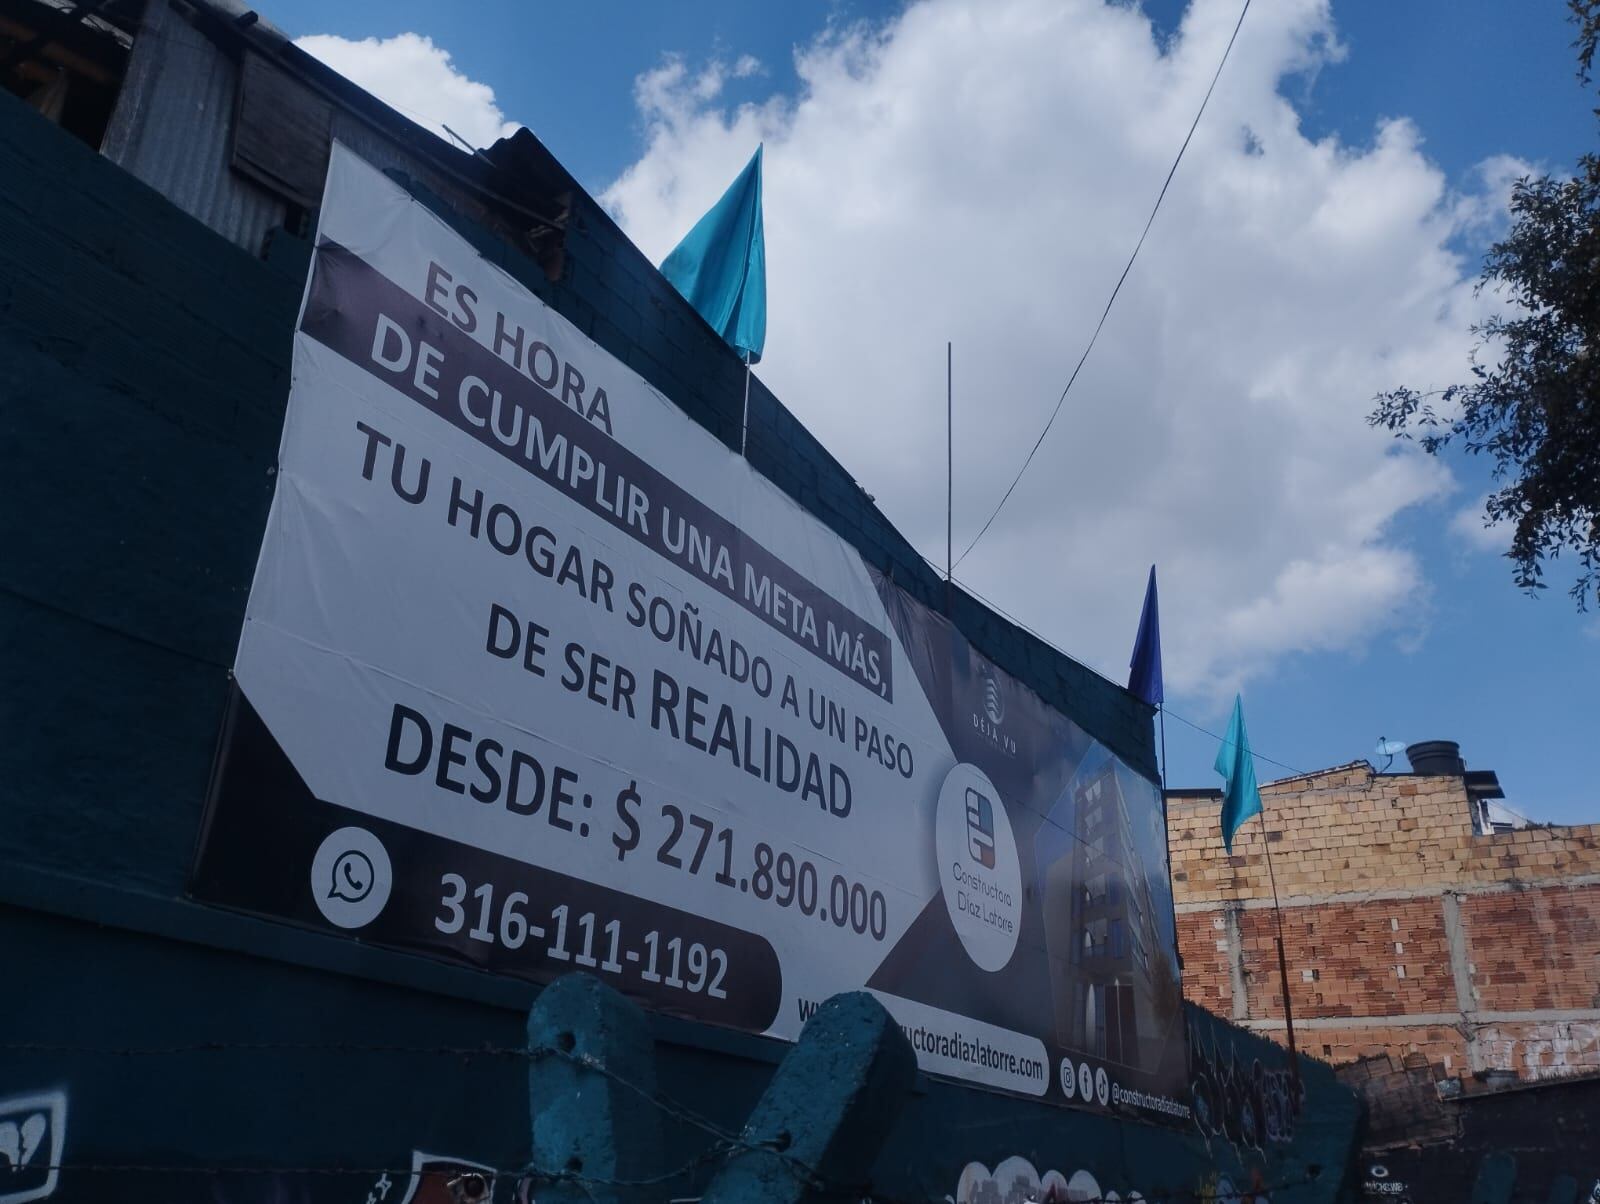 ES HORA
DE CUMPLIR UNA META MÁS,
TU HOGAR SOÑADO A UN PASO
DE SER REALIDAD
DESDE: $ 271.890.000
316-111-1192
DÉJÀ VU
Constructora
Díaz Latorre
uctoradiazlatorre.com
@constructoradiazlatorre